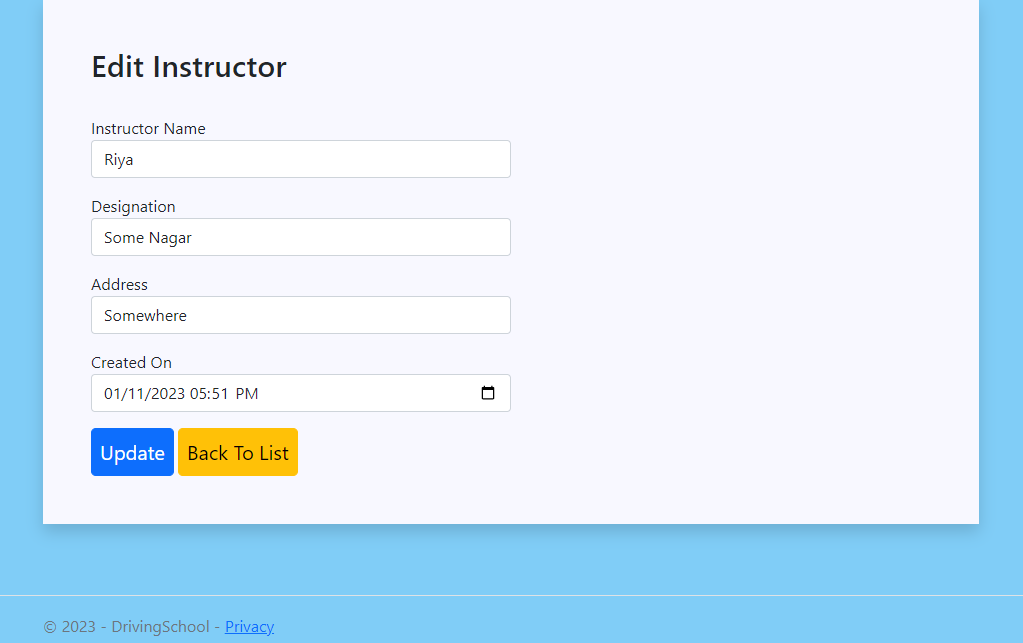 Edit Instructor
Instructor Name
Riya
Designation
Some Nagar
Address
Somewhere
Created On
01/11/2023 05:51 PM
Update Back To List
© 2023 - DrivingSchool - Privacy